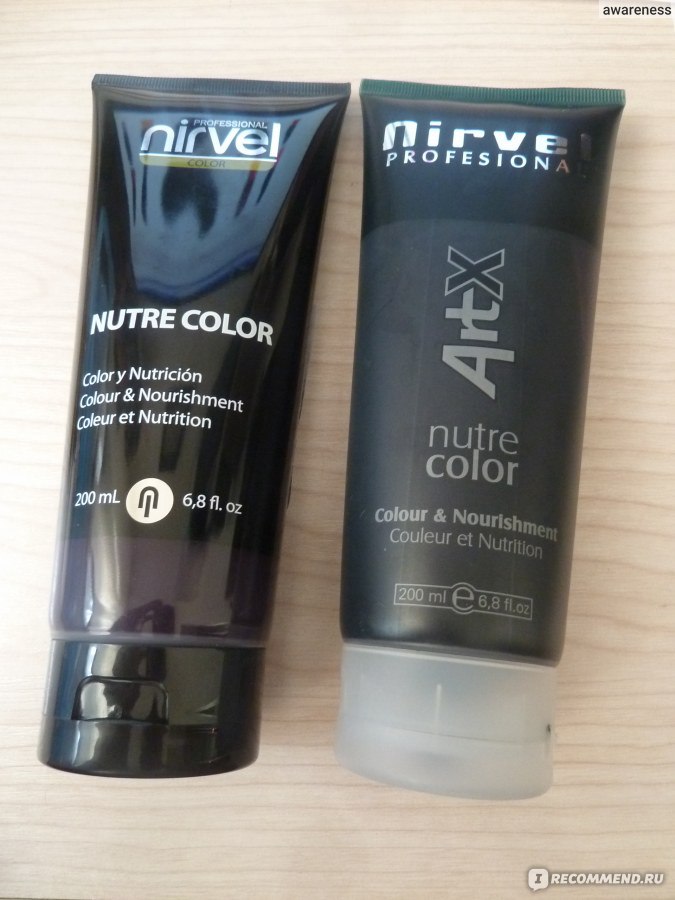 awareness
PROFESSIONAL
nirvel
COLOR
NUTRE COLOR
Color y Nutrición
Colour & Nourishment
Coleur et Nutrition
200 mL 6,8 fl. oz
nirvel
PROFESIONA
ArtX
nutre
color
Colour & Nourishment
Couleur et Nutrition
200 ml e 6,8 fl.oz
I RECOMMEND.RU